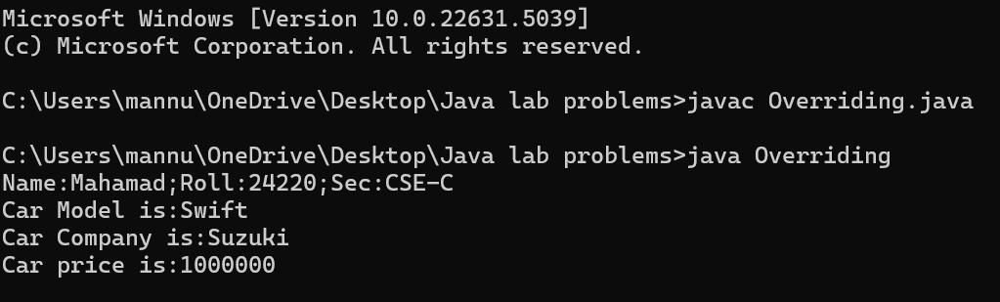 Microsoft Windows [Version 10.0.22631.5039]
(c) Microsoft Corporation. All rights reserved.
C:\Users\mannu\OneDrive\Desktop\Java lab problems>javac Overriding.java
C:\Users\mannu\OneDrive\Desktop\Java lab problems>java Overriding
Name:Mahamad;Roll:24220;Sec:CSE-C
Car Model is:Swift
Car Company is:Suzuki
Car price is:1000000